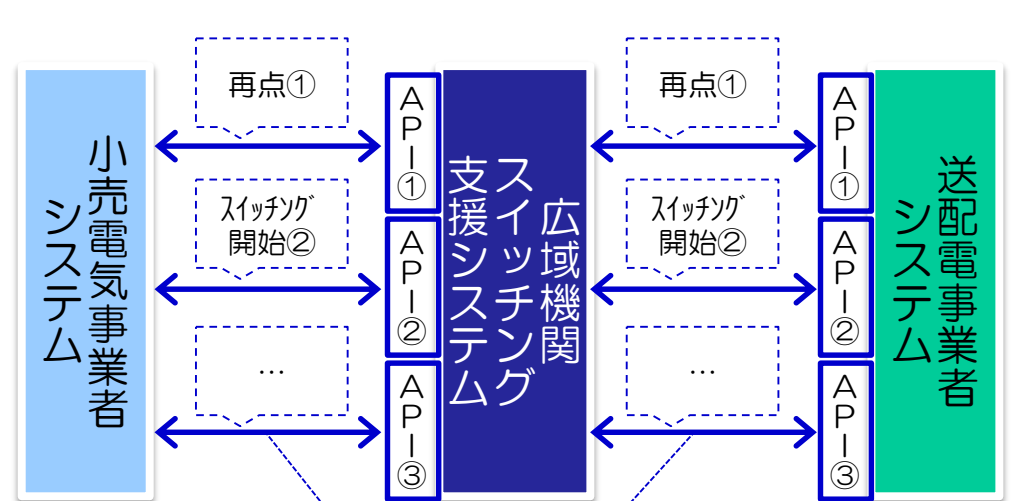 小売電気事業者
システム
再点①
スイッチング
開始②
…
API①
API②
API③
広域機関
スイッチング
支援システム
再点①
スイッチング
開始②
…
API①
API②
API③
送配電事業者
システム